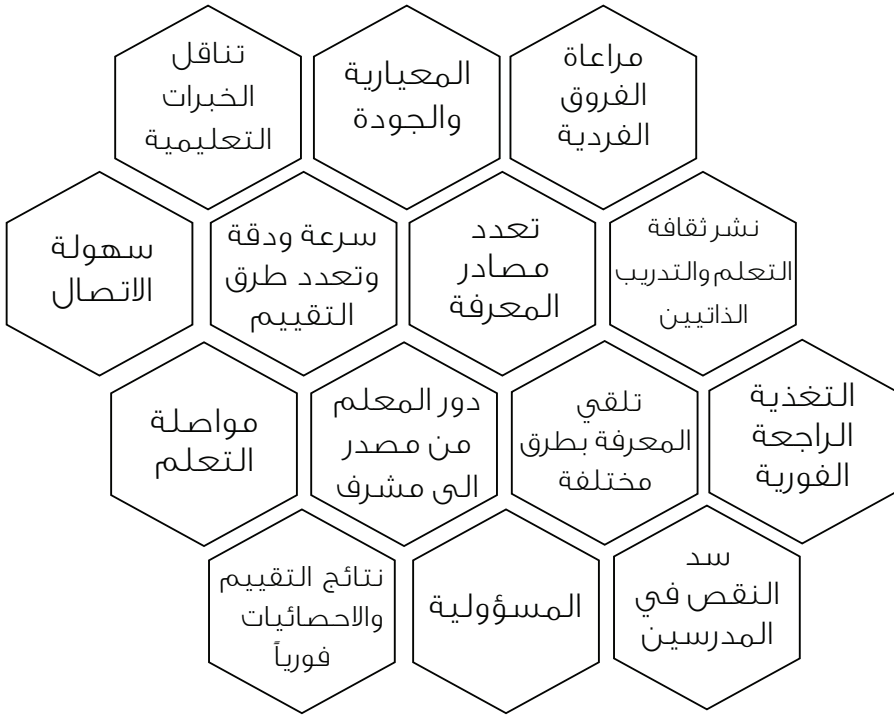 مراعاة
الفروق
الفردية
المعيارية
والجودة
تناقل
الخبرات
التعليمية
نشر ثقافة
التعلم والتدريب
الذاتيين
تعدد
مصادر
المعرفة
سرعة ودقة
وتعدد طرق
التقييم
سهولة
الاتصال
التغذية
الراجعة
الفورية
تلقي
المعرفة بطرق
مختلفة
دور المعلم
من مصدر
الى مشرف
مواصلة
التعلم
سد
النقص في
المدرسين
المسؤولية
نتائج التقييم
والاحصائيات
فورياً